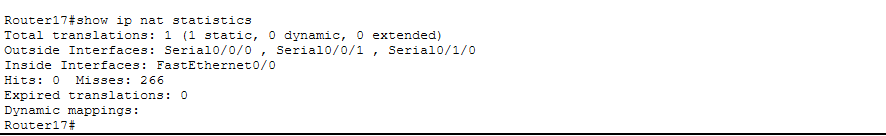 Router17#show ip nat statistics
Total translations: 1 (1 static, 0 dynamic, 0 extended)
Outside Interfaces: Serial0/0/0 , Serial0/0/1 , Serial0/1/0
Inside Interfaces: FastEthernet0/0
Hits: 0  Misses: 266
Expired translations: 0
Dynamic mappings:
Router17#